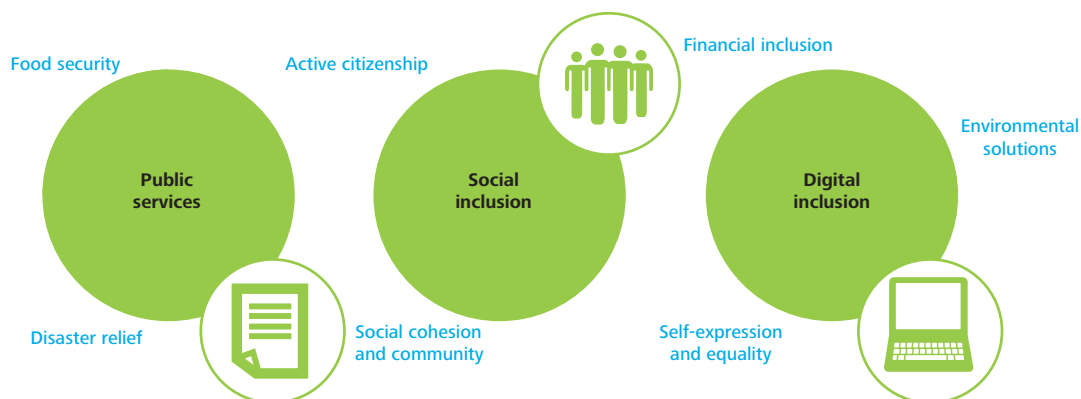 Food security
Active citizenship
Financial inclusion
Environmental
solutions
Public
services
Social
inclusion
Digital
inclusion
Disaster relief
Social cohesion
and community
Self-expression
and equality